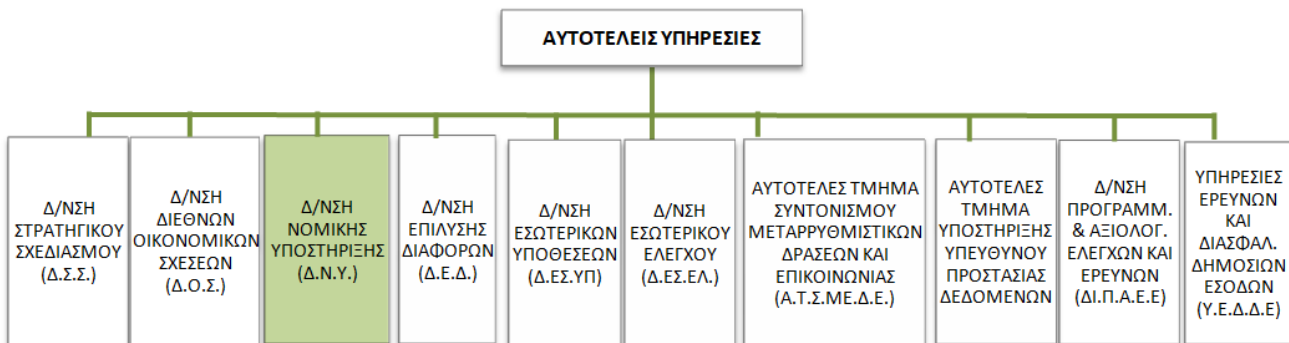 ΑΥΤΟΤΕΛΕΙΣ ΥΠΗΡΕΣΙΕΣ
Δ/ΝΣΗ
ΣΤΡΑΤΗΓΙΚΟΥ
ΣΧΕΔΙΑΣΜΟΥ
(Δ.Σ.Σ.)
Δ/ΝΣΗ
ΔΙΕΘΝΩΝ
ΟΙΚΟΝΟΜΙΚΩΝ
ΣΧΕΣΕΩΝ
(Δ.Ο.Σ.)
Δ/ΝΣΗ
ΝΟΜΙΚΗΣ
ΥΠΟΣΤΗΡΙΞΗΣ
(Δ.Ν.Υ.)
Δ/ΝΣΗ
ΕΠΙΛΥΣΗΣ
ΔΙΑΦΟΡΩΝ
(Δ.Ε.Δ.)
Δ/ΝΣΗ
ΕΣΩΤΕΡΙΚΩΝ
ΥΠΟΘΕΣΕΩΝ
(Δ.ΕΣ.ΥΠ)
Δ/ΝΣΗ
ΕΣΩΤΕΡΙΚΟΥ
ΕΛΕΓΧΟΥ
(Δ.ΕΣ.ΕΛ.)
ΑΥΤΟΤΕΛΕΣ ΤΜΗΜΑ
ΣΥΝΤΟΝΙΣΜΟΥ
ΜΕΤΑΡΡΥΘΜΙΣΤΙΚΩΝ
ΔΡΑΣΕΩΝ ΚΑΙ
ΕΠΙΚΟΙΝΩΝΙΑΣ
(Α.Τ.Σ.ΜΕ.Δ.Ε.)
ΑΥΤΟΤΕΛΕΣ
ΤΜΗΜΑ
ΥΠΟΣΤΗΡΙΞΗΣ
ΥΠΕΥΘΥΝΟΥ
ΠΡΟΣΤΑΣΙΑΣ
ΔΕΔΟΜΕΝΩΝ
Δ/ΝΣΗ
ΠΡΟΓΡΑΜΜ.
& ΑΞΙΟΛΟΓ.
ΕΛΕΓΧΩΝ ΚΑΙ
ΕΡΕΥΝΩΝ
(ΔΙ.Π.Α.Ε.Ε)
ΥΠΗΡΕΣΙΕΣ
ΕΡΕΥΝΩΝ
ΚΑΙ
ΔΙΑΣΦΑΛ.
ΔΗΜΟΣΙΩΝ
ΕΣΟΔΩΝ
(Υ.Ε.Δ.Δ.Ε)